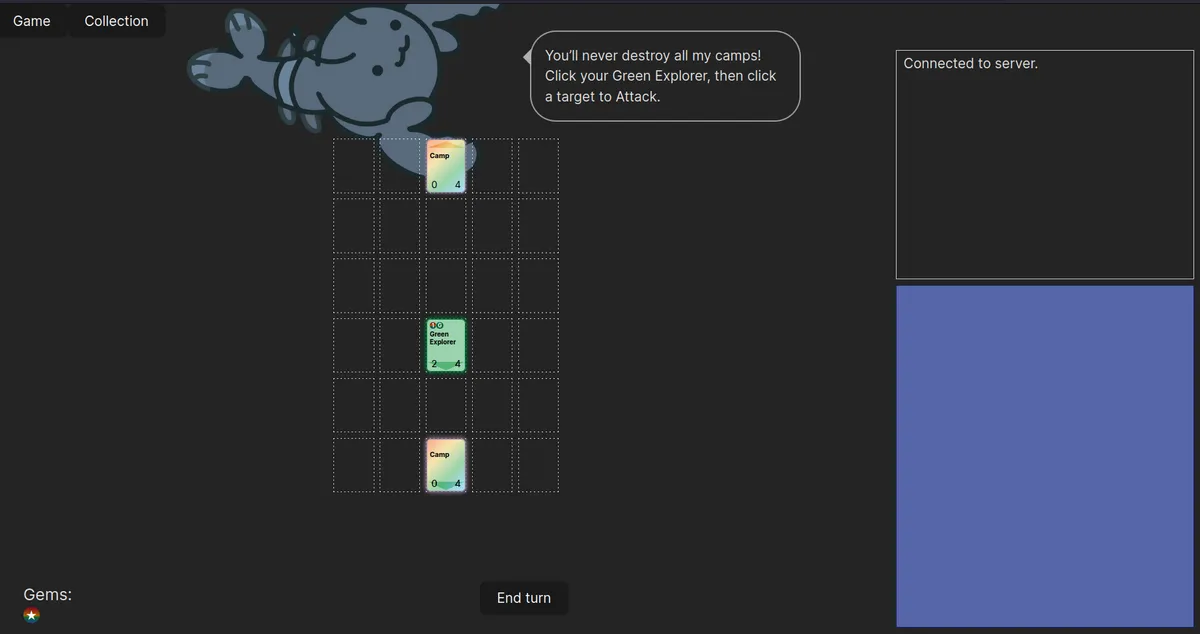 Game
Collection
You'll never destroy all my camps!
Click your Green Explorer, then click
a target to Attack.
Connected to server.
Camp
0 4
1
Green
Explorer
2 4
Camp
0 4
Gems:
End turn